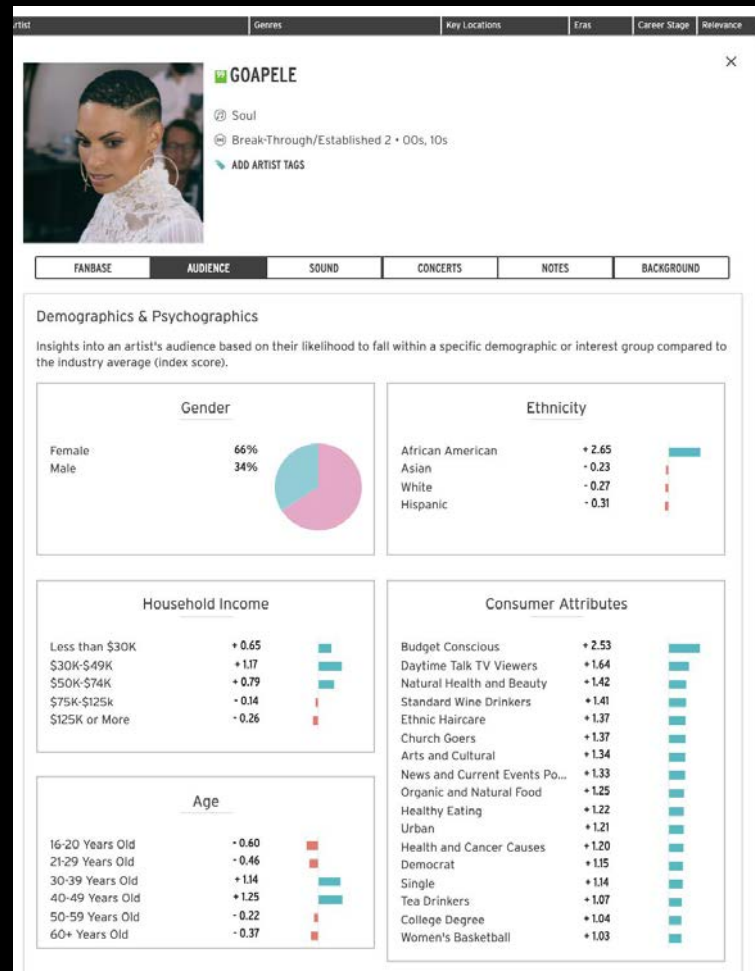 rtist Genres Key Locations Eras Career Stage Relevance
GOAPELE
Soul
Break-Through/Established 2 • 00s, 10s
ADD ARTIST TAGS
FANBASE AUDIENCE SOUND CONCERTS NOTES BACKGROUND
Demographics & Psychographics
Insights into an artist's audience based on their likelihood to fall within a specific demographic or interest group compared to
the industry average (index score).
Gender
Female 66%
Male 34%
Ethnicity
African American + 2.65
Asian - 0.23
White - 0.27
Hispanic - 0.31
Household Income
Less than $30K + 0.65
$30K-$49K + 1.17
$50K-$74K + 0.79
$75K-$125k - 0.14
$125K or More - 0.26
Age
16-20 Years Old - 0.60
21-29 Years Old - 0.46
30-39 Years Old + 1.14
40-49 Years Old + 1.25
50-59 Years Old - 0.22
60+ Years Old - 0.37
Consumer Attributes
Budget Conscious + 2.53
Daytime Talk TV Viewers + 1.64
Natural Health and Beauty + 1.42
Standard Wine Drinkers + 1.41
Ethnic Haircare + 1.37
Church Goers + 1.37
Arts and Cultural + 1.34
News and Current Events Po... + 1.33
Organic and Natural Food + 1.25
Healthy Eating + 1.22
Urban + 1.21
Health and Cancer Causes + 1.20
Democrat + 1.15
Single + 1.14
Tea Drinkers + 1.07
College Degree + 1.04
Women's Basketball + 1.03